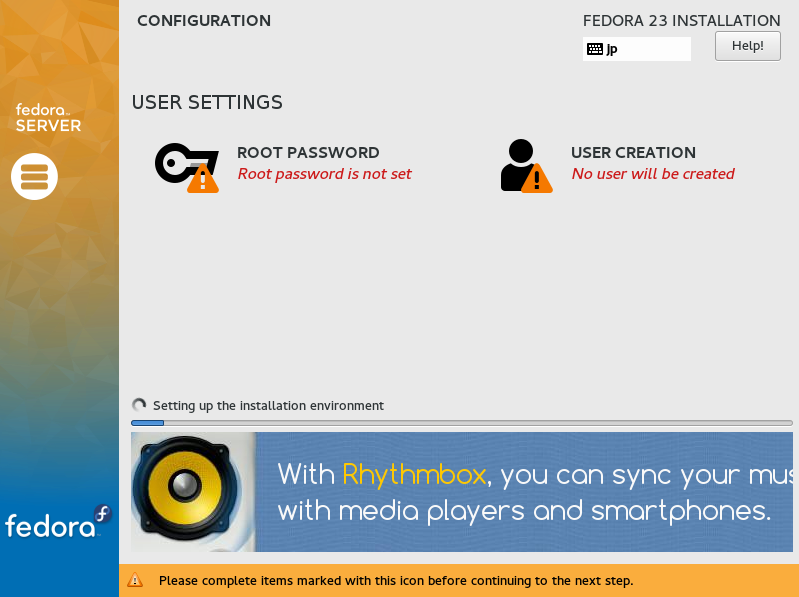 CONFIGURATION
FEDORA 23 INSTALLATION
jp
Help!
fedora
SERVER
USER SETTINGS
ROOT PASSWORD
Root password is not set
USER CREATION
No user will be created
Setting up the installation environment
With Rhythmbox, you can sync your mus
with media players and smartphones.
fedora
Please complete items marked with this icon before continuing to the next step.